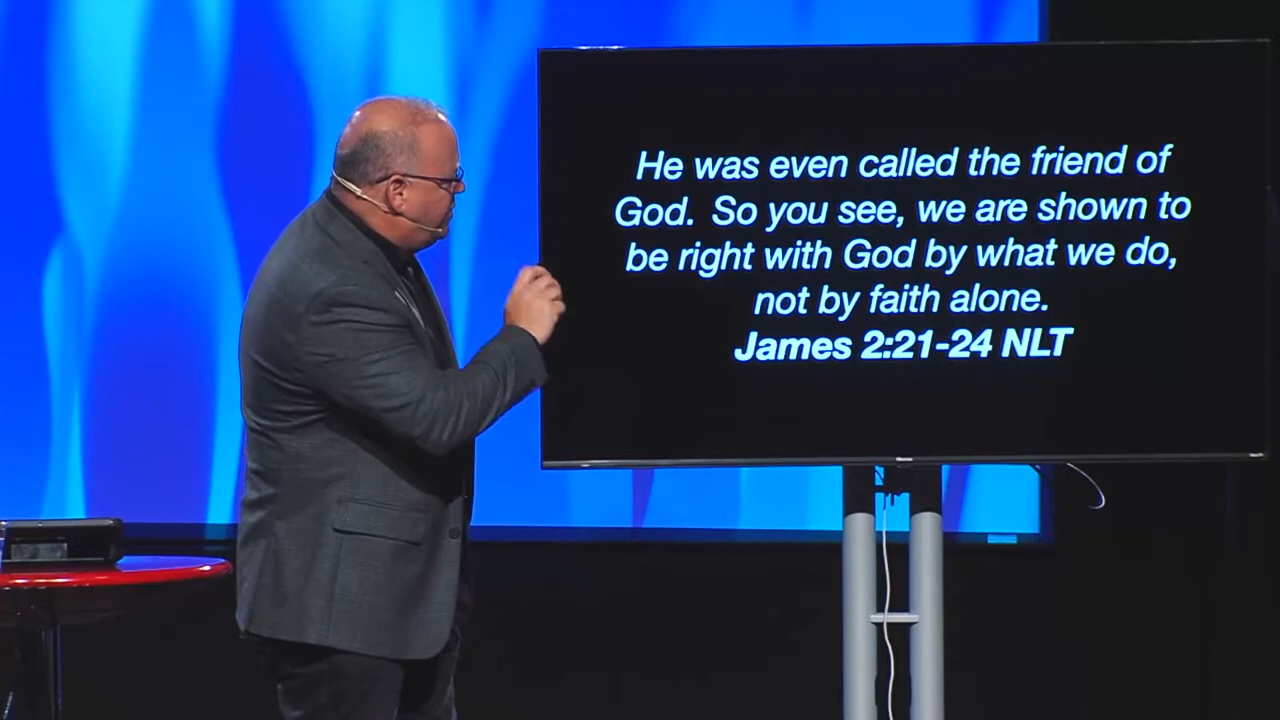 He was even called the friend of
God. So you see, we are shown to
be right with God by what we do,
not by faith alone.
James 2:21-24 NLT